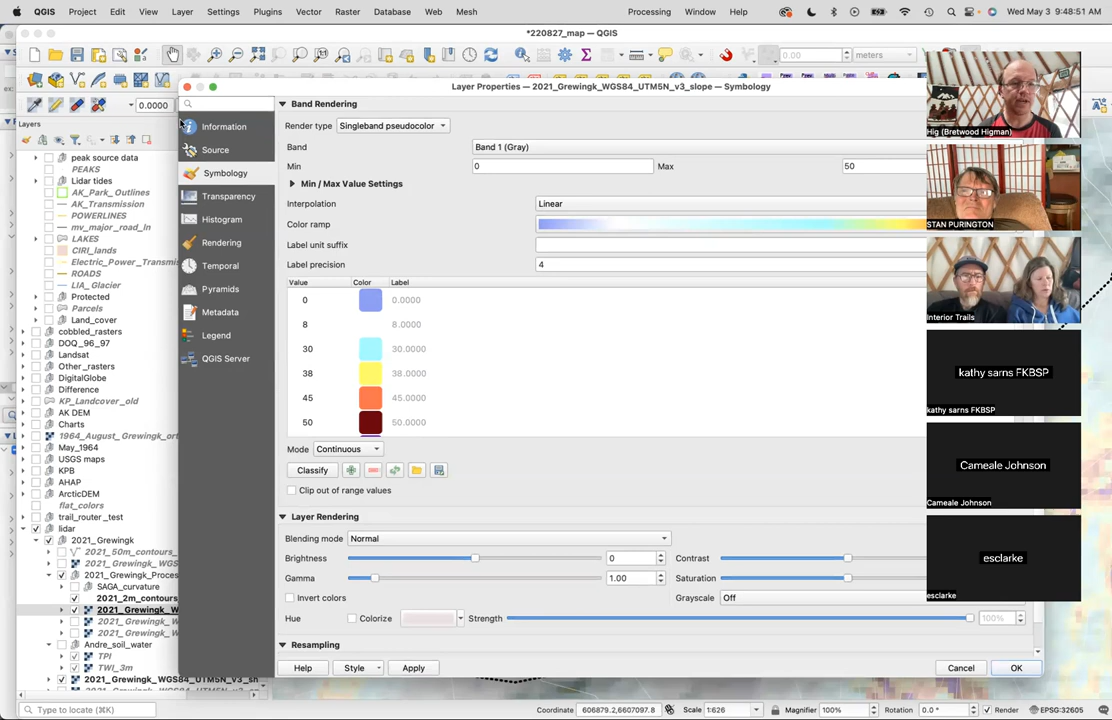 QGIS Project Edit View Layer Settings Plugins Vector Raster Database Web Mesh Processing Window Help Wed May 3 9:48:51 AM
*220827_map — QGIS
0.00 meters
Layer Properties — 2021_Grewingk_WGS84_UTM5N_v3_slope — Symbology
0.0000
Layers
peak source data
PEAKS
Lidar tides
AK_Park_Outlines
AK_Transmission
POWERLINES
mv_major_road_ln
LAKES
CIRI_lands
Electric_Power_Transmis
ROADS
LIA_Glacier
Protected
Parcels
Land_cover
cobbled_rasters
DOQ_96_97
Landsat
Other_rasters
DigitalGlobe
Difference
KP_Landcover_old
AK DEM
Charts
1964_August_Grewingk_ort
May_1964
USGS maps
KPB
AHAP
ArcticDEM
flat_colors
trail_router_test
lidar
2021_Grewingk
2021_50m_contours_
2021_Grewingk_WGS
2021_Grewingk_Proces
SAGA_curvature
2021_2m_contours
2021_Grewingk_W
2021_Grewingk_W
2021_Grewingk_W
Andre_soil_water
TPI
TWI_3m
2021_Grewingk_WGS84_UTM5N_v3_sh
Information
Source
Symbology
Transparency
Histogram
Rendering
Temporal
Pyramids
Metadata
Legend
QGIS Server
Band Rendering
Render type Singleband pseudocolor
Band Band 1 (Gray)
Min 0 Max 50
Min / Max Value Settings
Interpolation Linear
Color ramp
Label unit suffix
Label precision 4
Value Color Label
0 0.0000
8 8.0000
30 30.0000
38 38.0000
45 45.0000
50 50.0000
Mode Continuous
Classify
Clip out of range values
Layer Rendering
Blending mode Normal
Brightness 0 Contrast
Gamma 1.00 Saturation
Invert colors Grayscale Off
Hue Colorize Strength 100%
Resampling
Help Style Apply Cancel OK
Hig (Bretwood Higman)
STAN PURINGTON
Interior Trails
kathy sarns FKBSP
kathy sarns FKBSP
Cameale Johnson
Cameale Johnson
esclarke
esclarke
Type to locate (⌘K) Coordinate 606879.2,6607097.8 Scale 1:626 Magnifier 100% Rotation 0.0 ° Render EPSG:32605